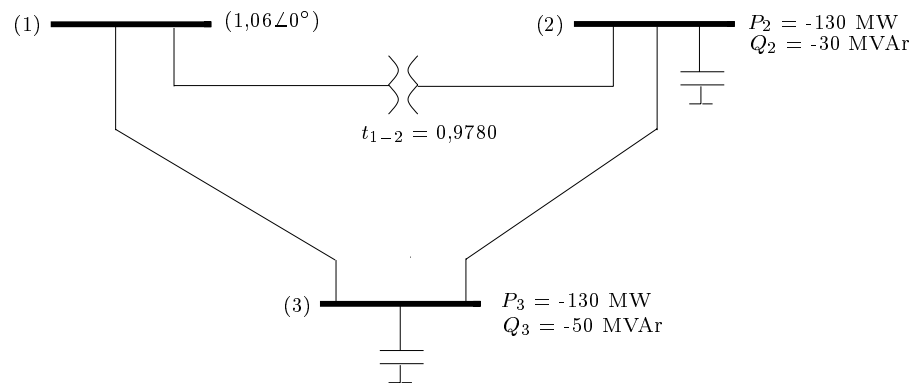 (1)
(1,06∠0°)
(2)
P₂ = -130 MW
Q₂ = -30 MVAr
t₁₋₂ = 0,9780
(3)
P₃ = -130 MW
Q₃ = -50 MVAr